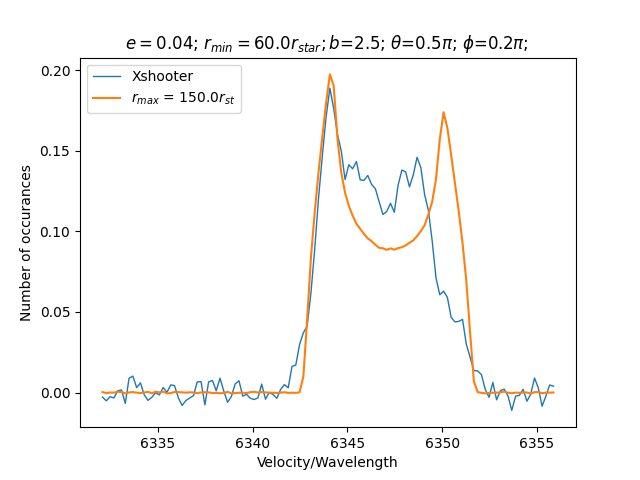 e = 0.04; r_min = 60.0r_star; b=2.5; θ=0.5π; ϕ=0.2π;
Xshooter
r_max = 150.0r_st
0.20
0.15
0.10
0.05
0.00
Number of occurances
6335 6340 6345 6350 6355
Velocity/Wavelength